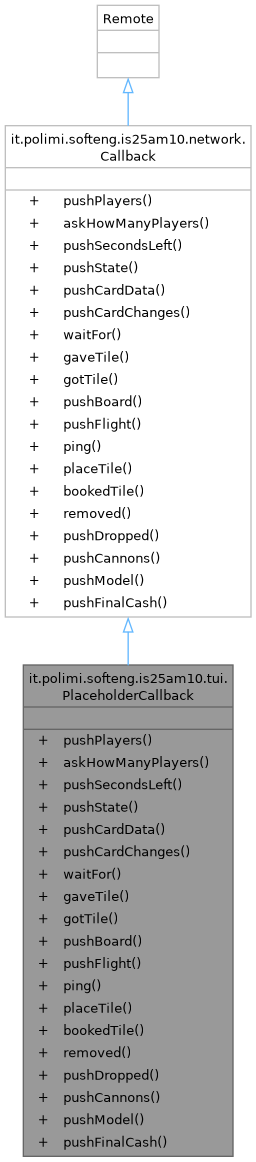 Remote
it.polimi.softeng.is25am10.network.
Callback
+ pushPlayers()
+ askHowManyPlayers()
+ pushSecondsLeft()
+ pushState()
+ pushCardData()
+ pushCardChanges()
+ waitFor()
+ gaveTile()
+ gotTile()
+ pushBoard()
+ pushFlight()
+ ping()
+ placeTile()
+ bookedTile()
+ removed()
+ pushDropped()
+ pushCannons()
+ pushModel()
+ pushFinalCash()
it.polimi.softeng.is25am10.tui.
PlaceholderCallback
+ pushPlayers()
+ askHowManyPlayers()
+ pushSecondsLeft()
+ pushState()
+ pushCardData()
+ pushCardChanges()
+ waitFor()
+ gaveTile()
+ gotTile()
+ pushBoard()
+ pushFlight()
+ ping()
+ placeTile()
+ bookedTile()
+ removed()
+ pushDropped()
+ pushCannons()
+ pushModel()
+ pushFinalCash()